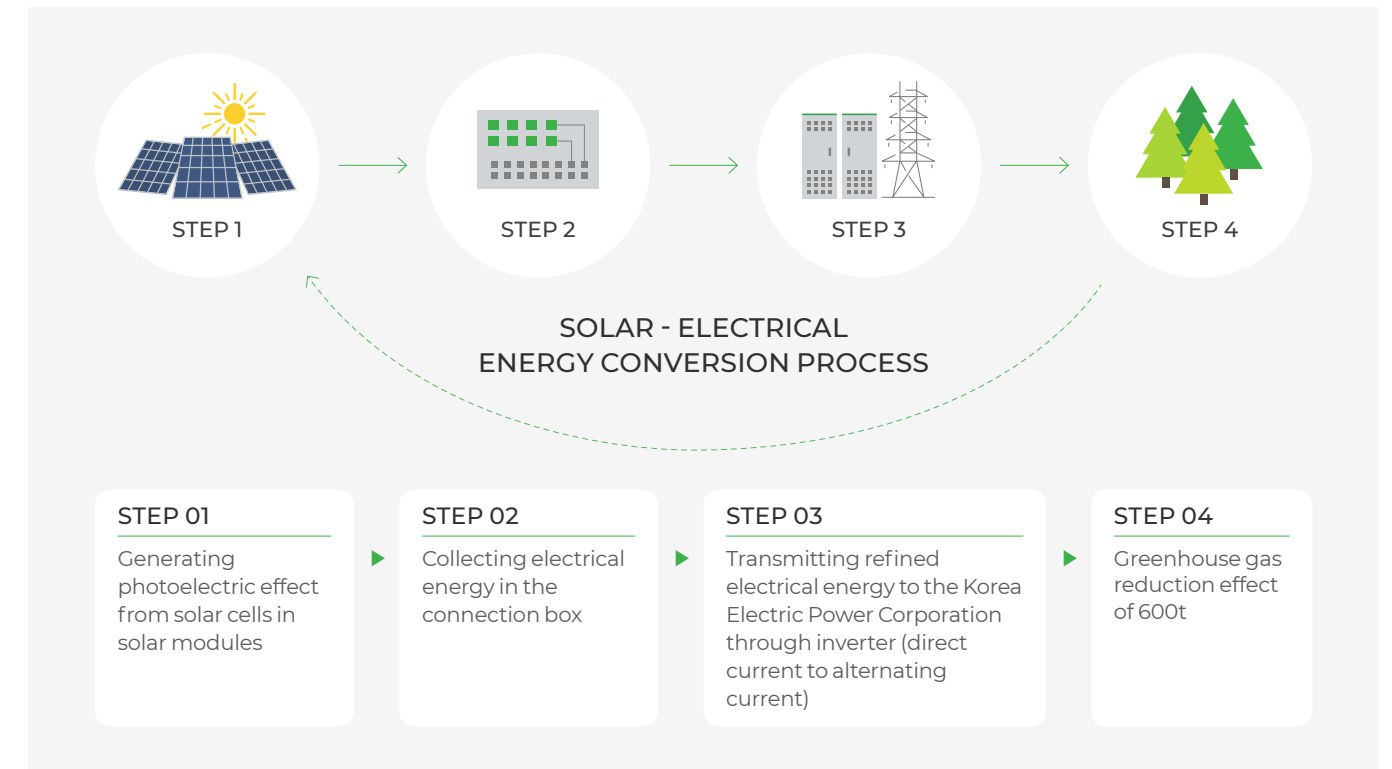 STEP 1
STEP 2
STEP 3
STEP 4
SOLAR - ELECTRICAL
ENERGY CONVERSION PROCESS
STEP 01
Generating
photoelectric effect
from solar cells in
solar modules
STEP 02
Collecting electrical
energy in the
connection box
STEP 03
Transmitting refined
electrical energy to the Korea
Electric Power Corporation
through inverter (direct
current to alternating
current)
STEP 04
Greenhouse gas
reduction effect
of 600t